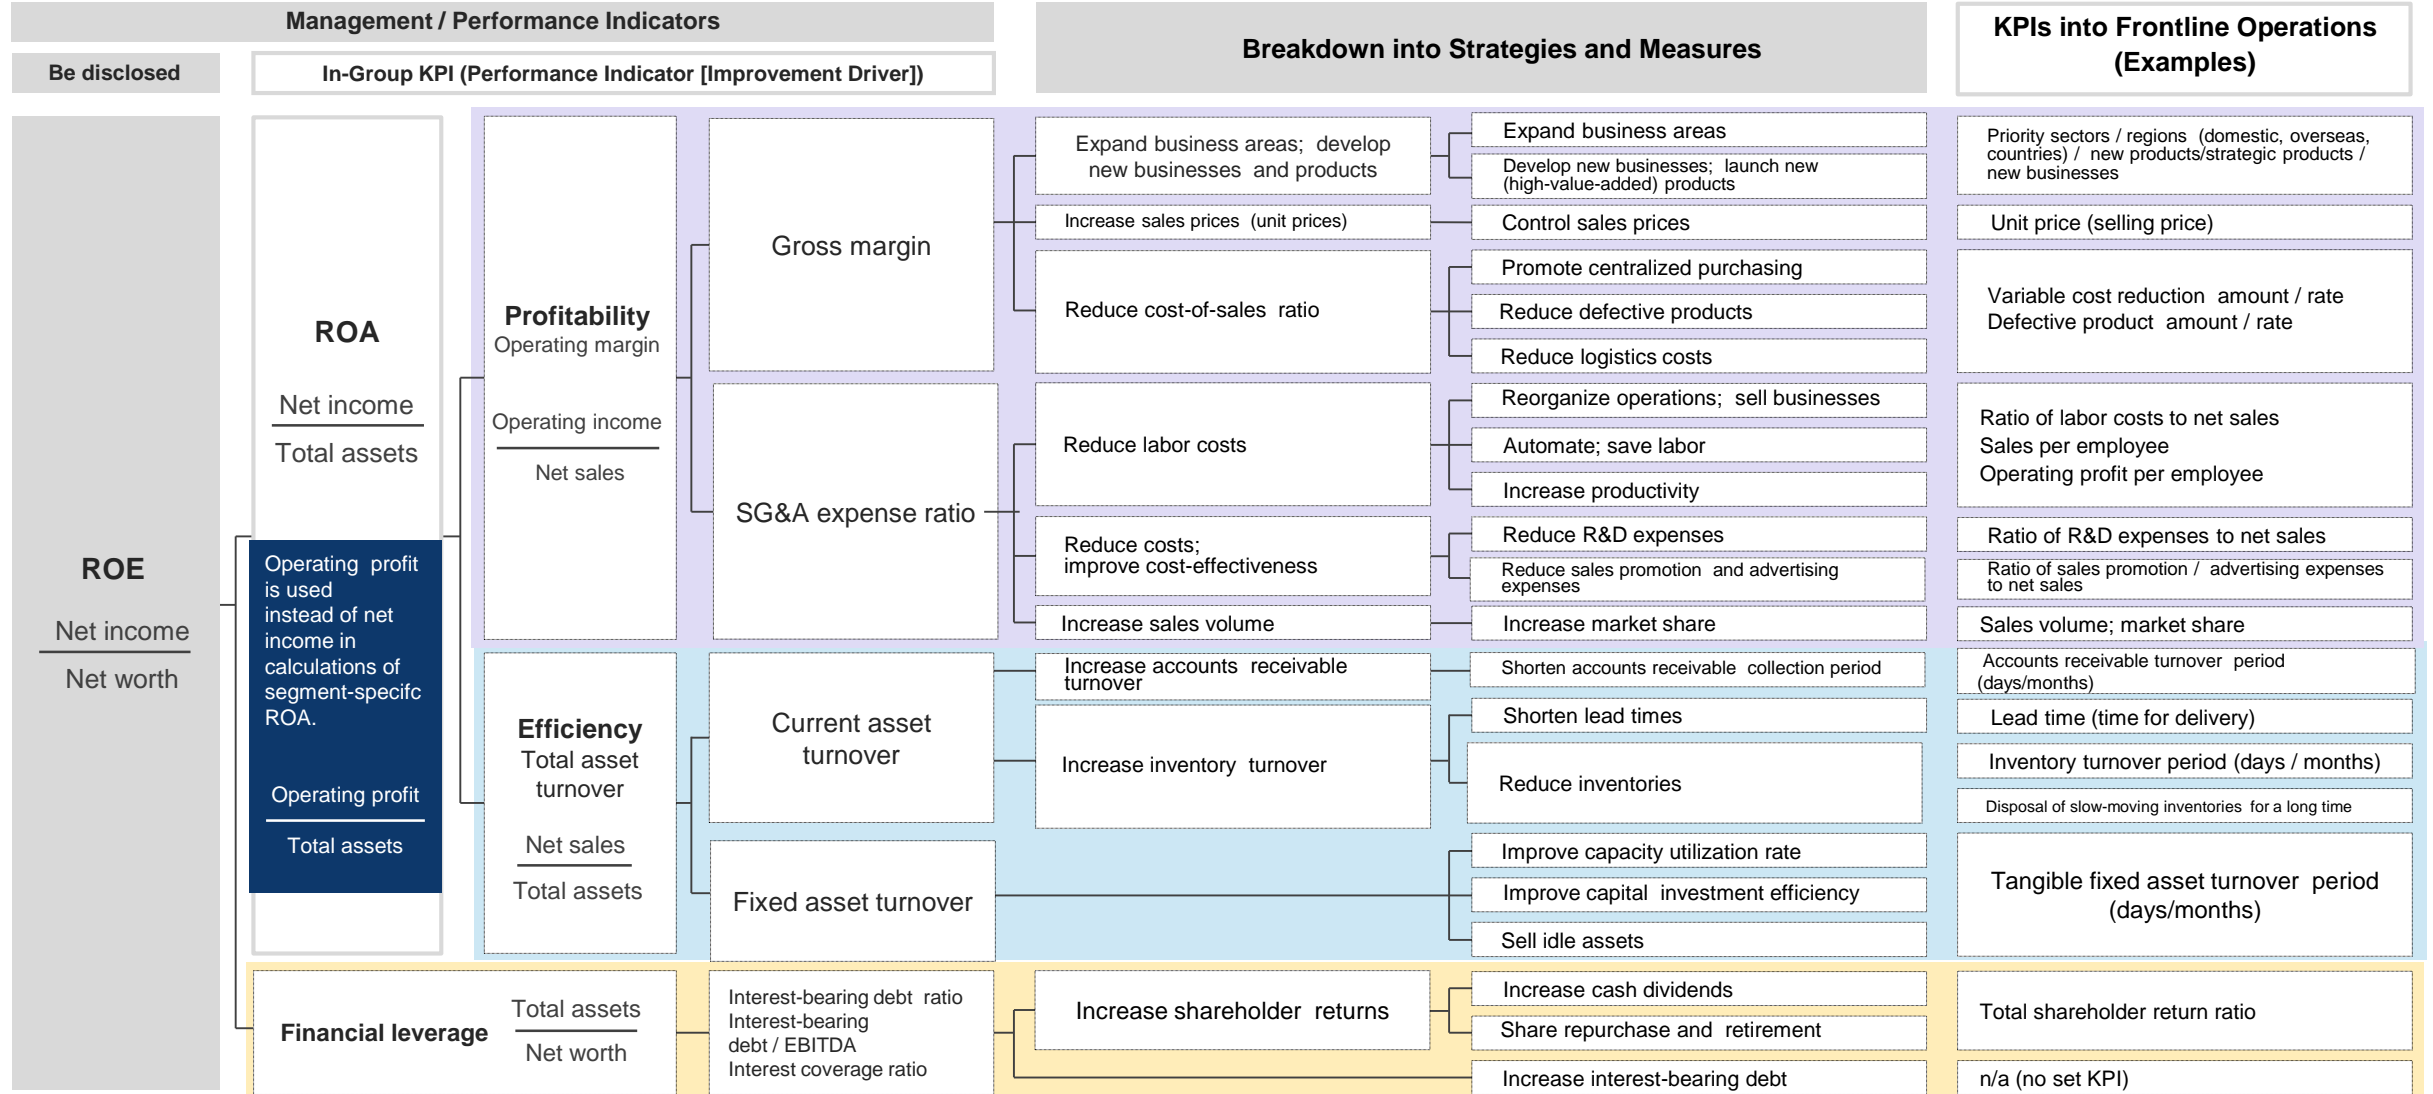 Management / Performance Indicators
Breakdown into Strategies and Measures
KPIs into Frontline Operations
(Examples)
Be disclosed
In-Group KPI (Performance Indicator [Improvement Driver])
ROE
Net income
Net worth
ROA
Net income
Total assets
Operating profit
is used
instead of net
income in
calculations of
segment-specifc
ROA.
Operating profit
Total assets
Profitability
Operating margin
Operating income
Net sales
Gross margin
Expand business areas; develop
new businesses and products
Expand business areas
Develop new businesses; launch new
(high-value-added) products
Priority sectors / regions (domestic, overseas,
countries) / new products/strategic products /
new businesses
Increase sales prices (unit prices)
Control sales prices
Unit price (selling price)
Reduce cost-of-sales ratio
Promote centralized purchasing
Reduce defective products
Reduce logistics costs
Variable cost reduction amount / rate
Defective product amount / rate
SG&A expense ratio
Reduce labor costs
Reorganize operations; sell businesses
Automate; save labor
Increase productivity
Ratio of labor costs to net sales
Sales per employee
Operating profit per employee
Reduce costs;
improve cost-effectiveness
Reduce R&D expenses
Reduce sales promotion and advertising
expenses
Ratio of R&D expenses to net sales
Ratio of sales promotion / advertising expenses
to net sales
Increase sales volume
Increase market share
Sales volume; market share
Efficiency
Total asset
turnover
Net sales
Total assets
Current asset
turnover
Increase accounts receivable
turnover
Shorten accounts receivable collection period
Accounts receivable turnover period
(days/months)
Increase inventory turnover
Shorten lead times
Reduce inventories
Lead time (time for delivery)
Inventory turnover period (days / months)
Disposal of slow-moving inventories for a long time
Fixed asset turnover
Improve capacity utilization rate
Improve capital investment efficiency
Sell idle assets
Tangible fixed asset turnover period
(days/months)
Financial leverage
Total assets
Net worth
Interest-bearing debt ratio
Interest-bearing
debt / EBITDA
Interest coverage ratio
Increase shareholder returns
Increase cash dividends
Share repurchase and retirement
Total shareholder return ratio
Increase interest-bearing debt
n/a (no set KPI)